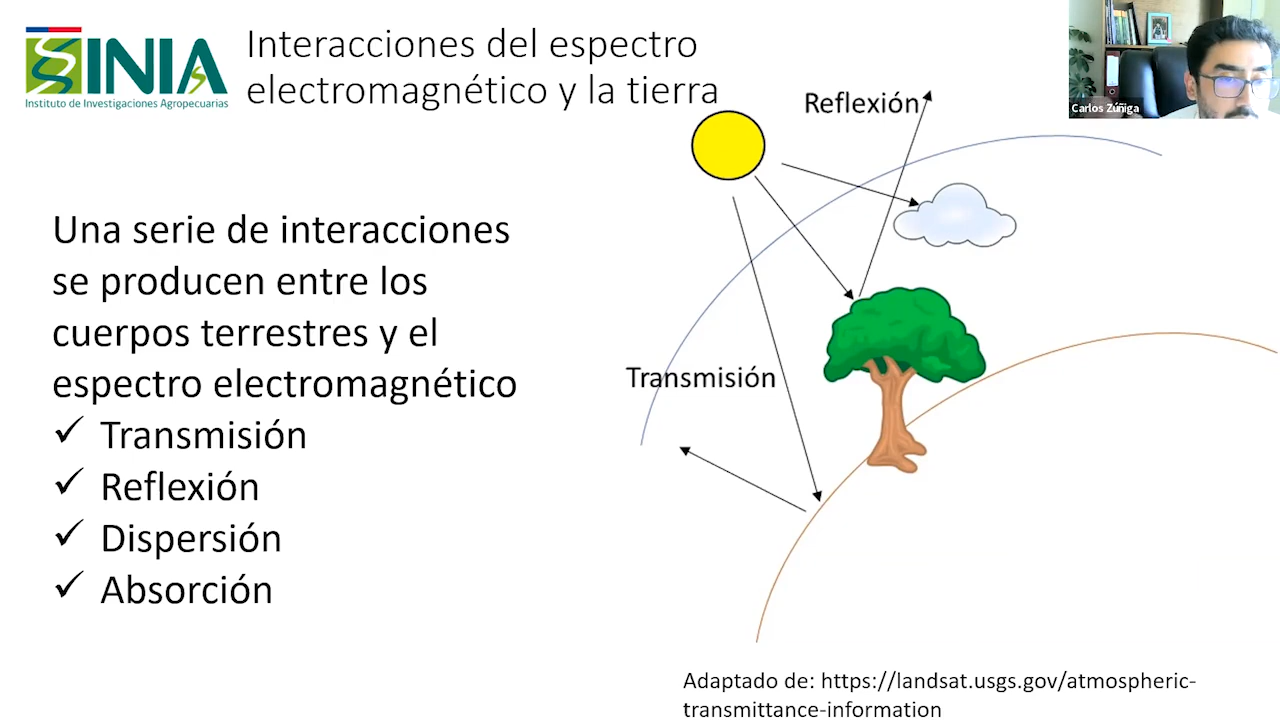 INIA
Instituto de Investigaciones Agropecuarias
Interacciones del espectro
electromagnético y la tierra
Reflexión
Carlos Zúñiga
Una serie de interacciones
se producen entre los
cuerpos terrestres y el
espectro electromagnético
✓ Transmisión
✓ Reflexión
✓ Dispersión
✓ Absorción
Transmisión
Adaptado de: https://landsat.usgs.gov/atmospheric-
transmittance-information